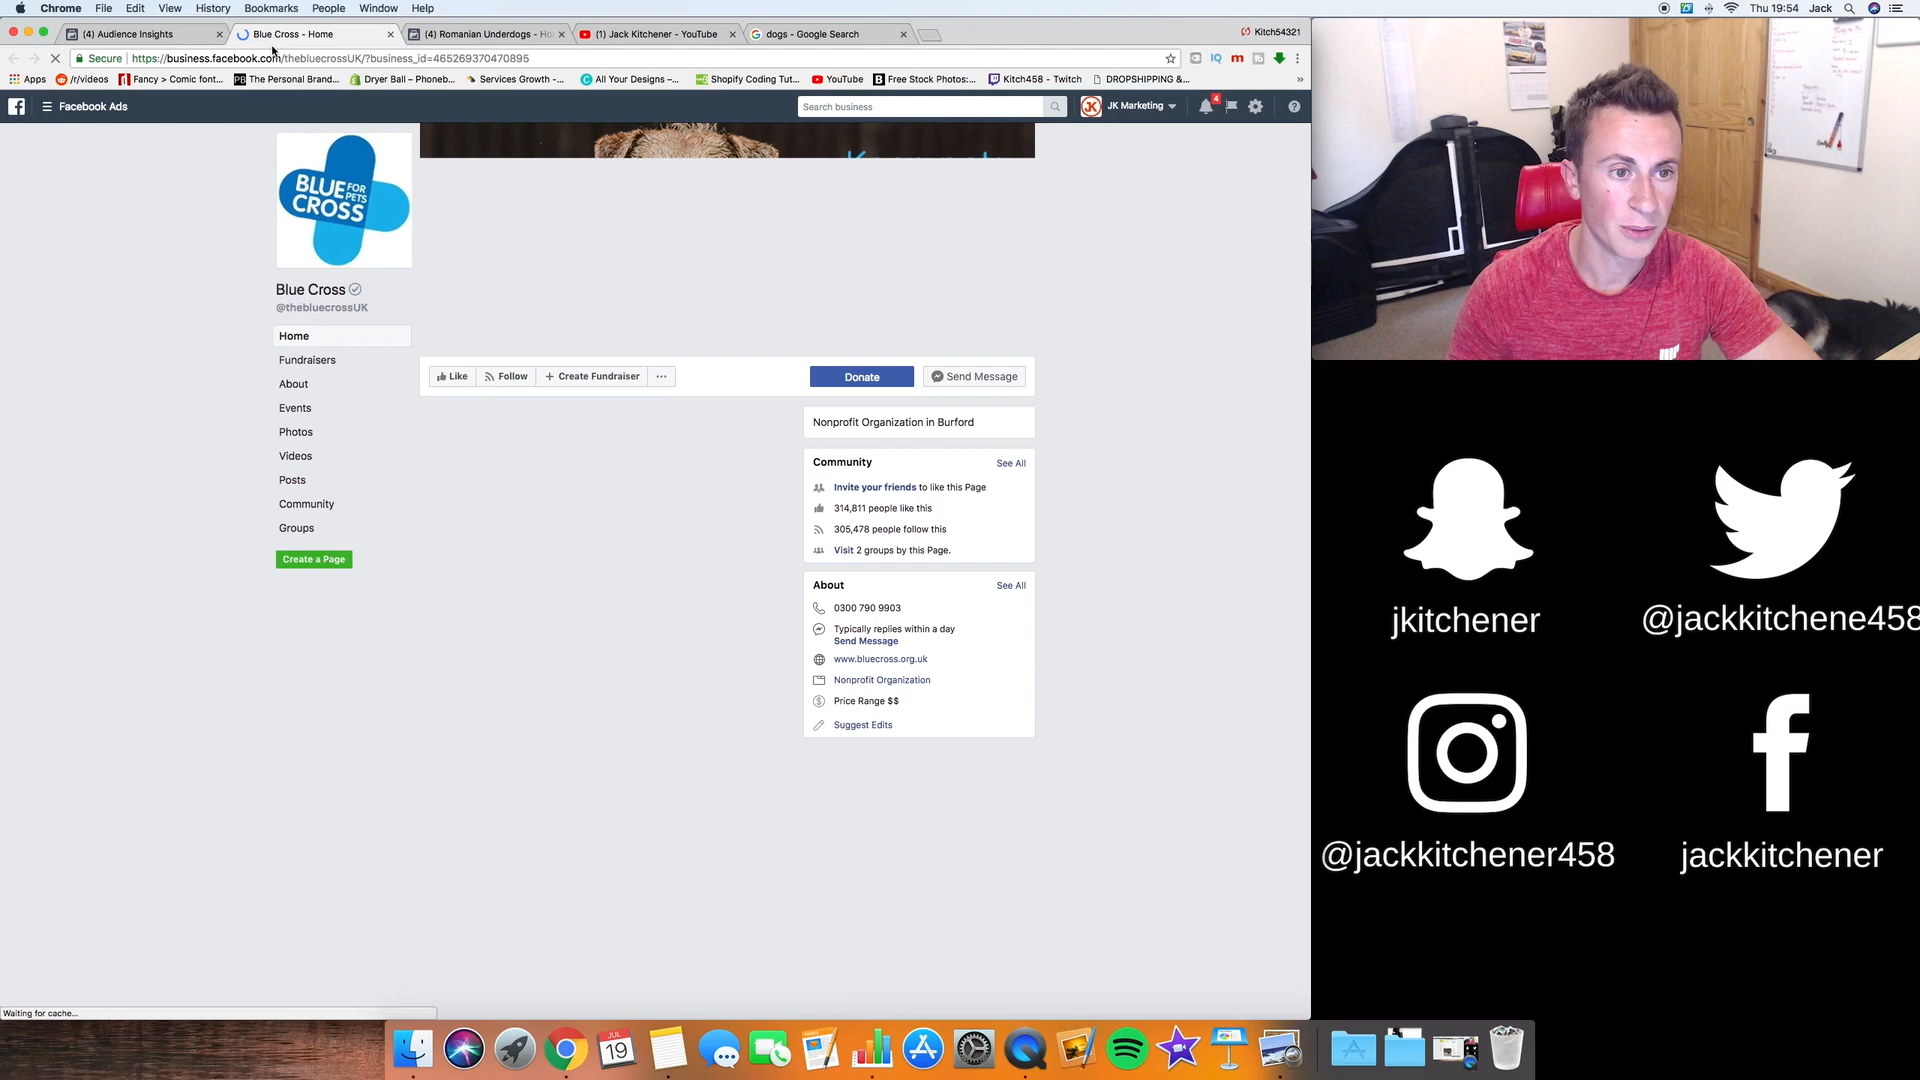 Chrome File Edit View History Bookmarks People Window Help Thu 19:54 Jack
(4) Audience Insights Blue Cross - Home (4) Romanian Underdogs - Ho (1) Jack Kitchener - YouTube dogs - Google Search Kitch54321
Secure https://business.facebook.com/thebluecrossUK/?business_id=465269370470895
Apps /r/videos Fancy > Comic font... The Personal Brand... Dryer Ball – Phoneb... Services Growth -... All Your Designs –... Shopify Coding Tut... YouTube Free Stock Photos:... Kitch458 - Twitch DROPSHIPPING &...
Facebook Ads Search business JK Marketing 4
BLUE FOR PETS CROSS
Blue Cross
@thebluecrossUK
Home
Fundraisers
About
Events
Photos
Videos
Posts
Community
Groups
Create a Page
Like Follow + Create Fundraiser ... Donate Send Message
Nonprofit Organization in Burford
Community See All
Invite your friends to like this Page
314,811 people like this
305,478 people follow this
Visit 2 groups by this Page.
About See All
0300 790 9903
Typically replies within a day
Send Message
www.bluecross.org.uk
Nonprofit Organization
Price Range $$
Suggest Edits
Waiting for cache...
jkitchener
@jackkitchene458
@jackkitchener458
jackkitchener
JUL
19